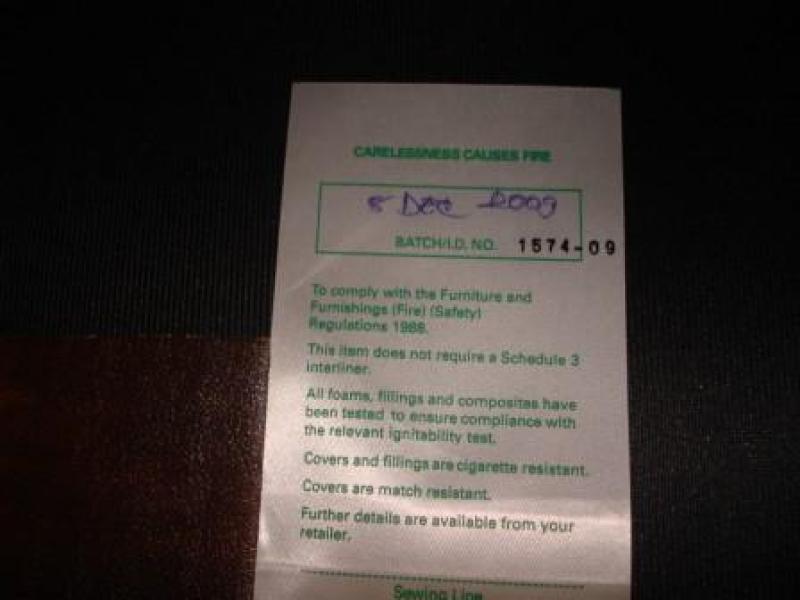 CARELESSNESS CAUSES FIRE
8 Dec 2009
BATCH/I.D. NO. 1574-09
To comply with the Furniture and
Furnishings (Fire) (Safety)
Regulations 1988.
This item does not require a Schedule 3
interliner.
All foams, fillings and composites have
been tested to ensure compliance with
the relevant ignitability test.
Covers and fillings are cigarette resistant.
Covers are match resistant.
Further details are available from your
retailer.
Sewing Line